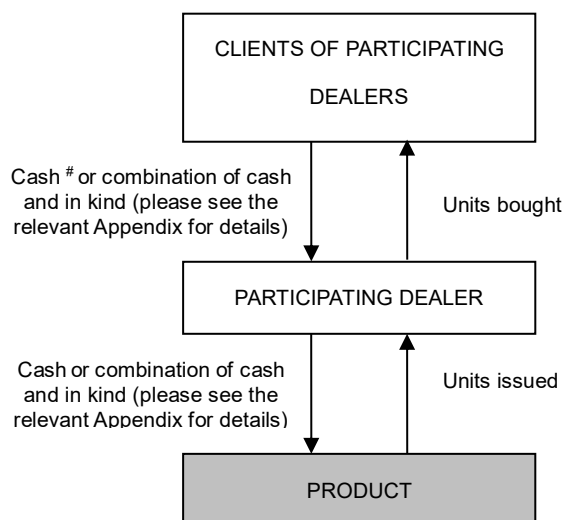 CLIENTS OF PARTICIPATING
DEALERS
Cash # or combination of cash
and in kind (please see the
relevant Appendix for details)
Units bought
PARTICIPATING DEALER
Cash or combination of cash
and in kind (please see the
relevant Appendix for details)
Units issued
PRODUCT